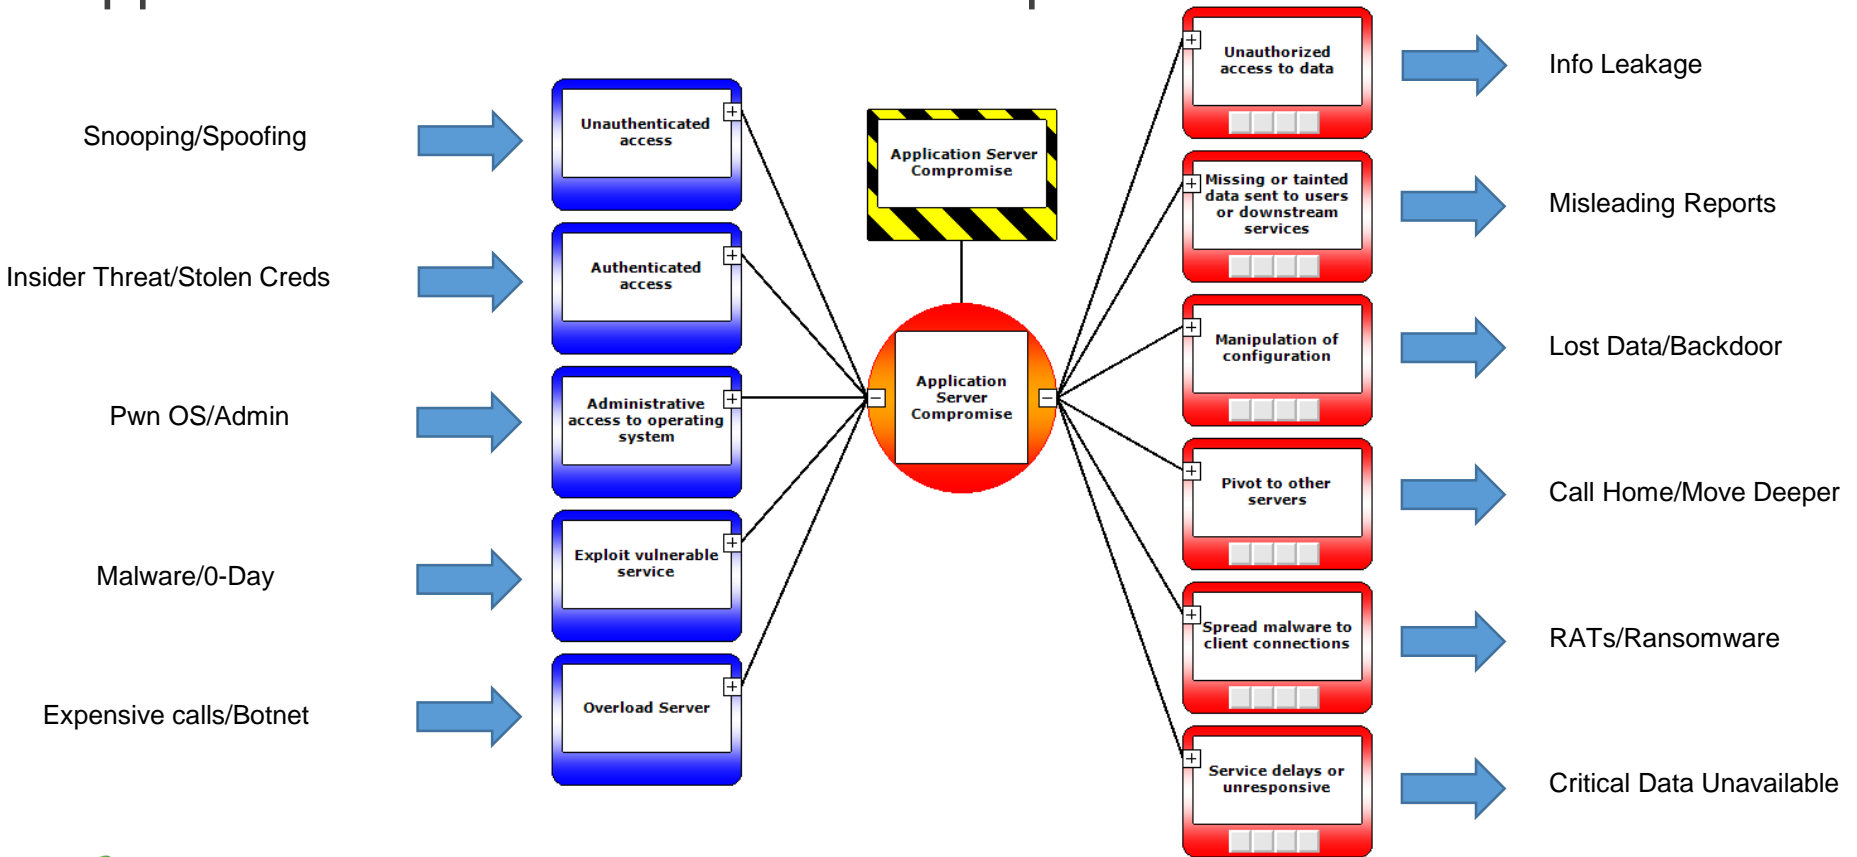 Snooping/Spoofing
Insider Threat/Stolen Creds
Pwn OS/Admin
Malware/0-Day
Expensive calls/Botnet
Unauthenticated
access
Authenticated
access
Administrative
access to operating
system
Exploit vulnerable
service
Overload Server
Application Server
Compromise
Application
Server
Compromise
Unauthorized
access to data
Missing or tainted
data sent to users
or downstream
services
Manipulation of
configuration
Pivot to other
servers
Spread malware to
client connections
Service delays or
unresponsive
Info Leakage
Misleading Reports
Lost Data/Backdoor
Call Home/Move Deeper
RATs/Ransomware
Critical Data Unavailable